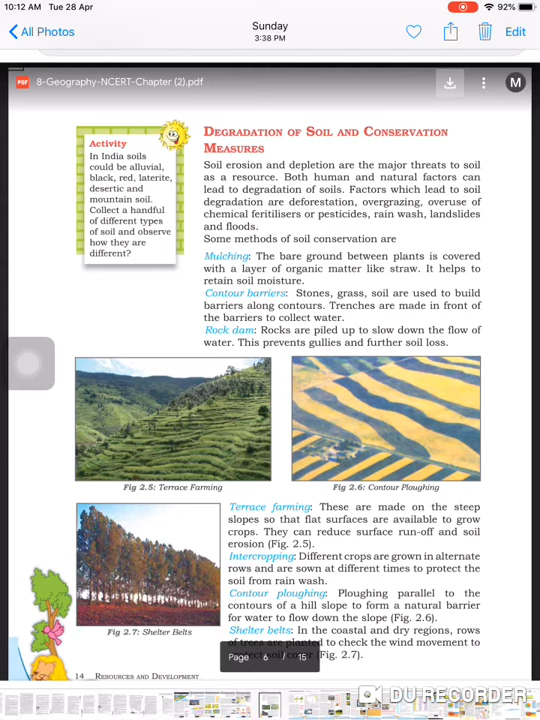 10:12 AM Tue 28 Apr
92%
All Photos
Sunday
3:38 PM
Edit
PDF
8-Geography-NCERT-Chapter (2).pdf
M
Activity
In India soils
could be alluvial,
black, red, laterite,
desertic and
mountain soil.
Collect a handful
of different types
of soil and observe
how they are
different?
DEGRADATION OF SOIL AND CONSERVATION
MEASURES
Soil erosion and depletion are the major threats to soil
as a resource. Both human and natural factors can
lead to degradation of soils. Factors which lead to soil
degradation are deforestation, overgrazing, overuse of
chemical feritilisers or pesticides, rain wash, landslides
and floods.
Some methods of soil conservation are
Mulching: The bare ground between plants is covered
with a layer of organic matter like straw. It helps to
retain soil moisture.
Contour barriers: Stones, grass, soil are used to build
barriers along contours. Trenches are made in front of
the barriers to collect water.
Rock dam: Rocks are piled up to slow down the flow of
water. This prevents gullies and further soil loss.
Fig 2.5: Terrace Farming
Fig 2.6: Contour Ploughing
Terrace farming: These are made on the steep
slopes so that flat surfaces are available to grow
crops. They can reduce surface run-off and soil
erosion (Fig. 2.5).
Intercropping: Different crops are grown in alternate
rows and are sown at different times to protect the
soil from rain wash.
Contour ploughing: Ploughing parallel to the
contours of a hill slope to form a natural barrier
for water to flow down the slope (Fig. 2.6).
Shelter belts: In the coastal and dry regions, rows
of trees are planted to check the wind movement to
protect soil cover (Fig. 2.7).
Fig. 2.7: Shelter Belts
Page 6 / 15
14 RESOURCES AND DEVELOPMENT
DU RECORDER